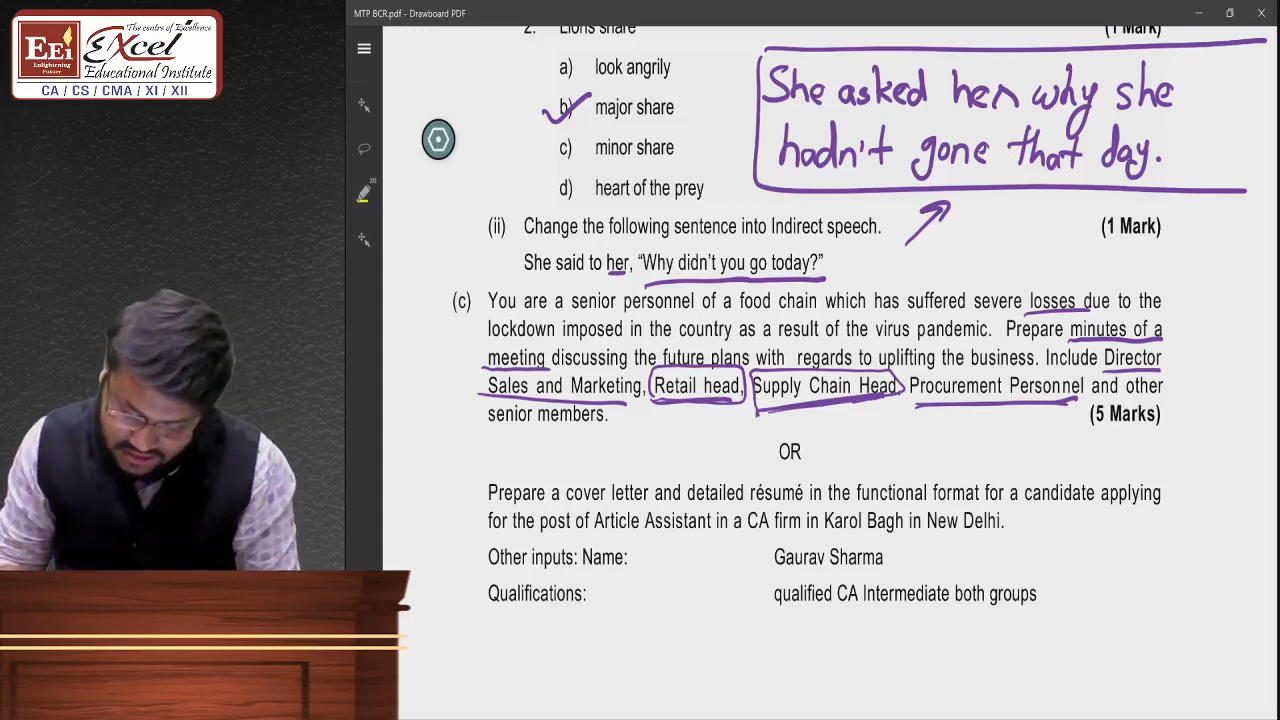 MTP BCR.pdf - Drawboard PDF
The centre of Excellence
EEi
Enlightening Future
EXcel
Educational Institute
CA / CS / CMA / XI / XII
20
2. Lions share (1 Mark)
a) look angrily
b) major share
c) minor share
d) heart of the prey
She asked her why she
hadn't gone that day.
(ii) Change the following sentence into Indirect speech. (1 Mark)
She said to her, “Why didn’t you go today?”
(c) You are a senior personnel of a food chain which has suffered severe losses due to the
lockdown imposed in the country as a result of the virus pandemic. Prepare minutes of a
meeting discussing the future plans with regards to uplifting the business. Include Director
Sales and Marketing, Retail head, Supply Chain Head, Procurement Personnel and other
senior members. (5 Marks)
OR
Prepare a cover letter and detailed résumé in the functional format for a candidate applying
for the post of Article Assistant in a CA firm in Karol Bagh in New Delhi.
Other inputs: Name: Gaurav Sharma
Qualifications: qualified CA Intermediate both groups